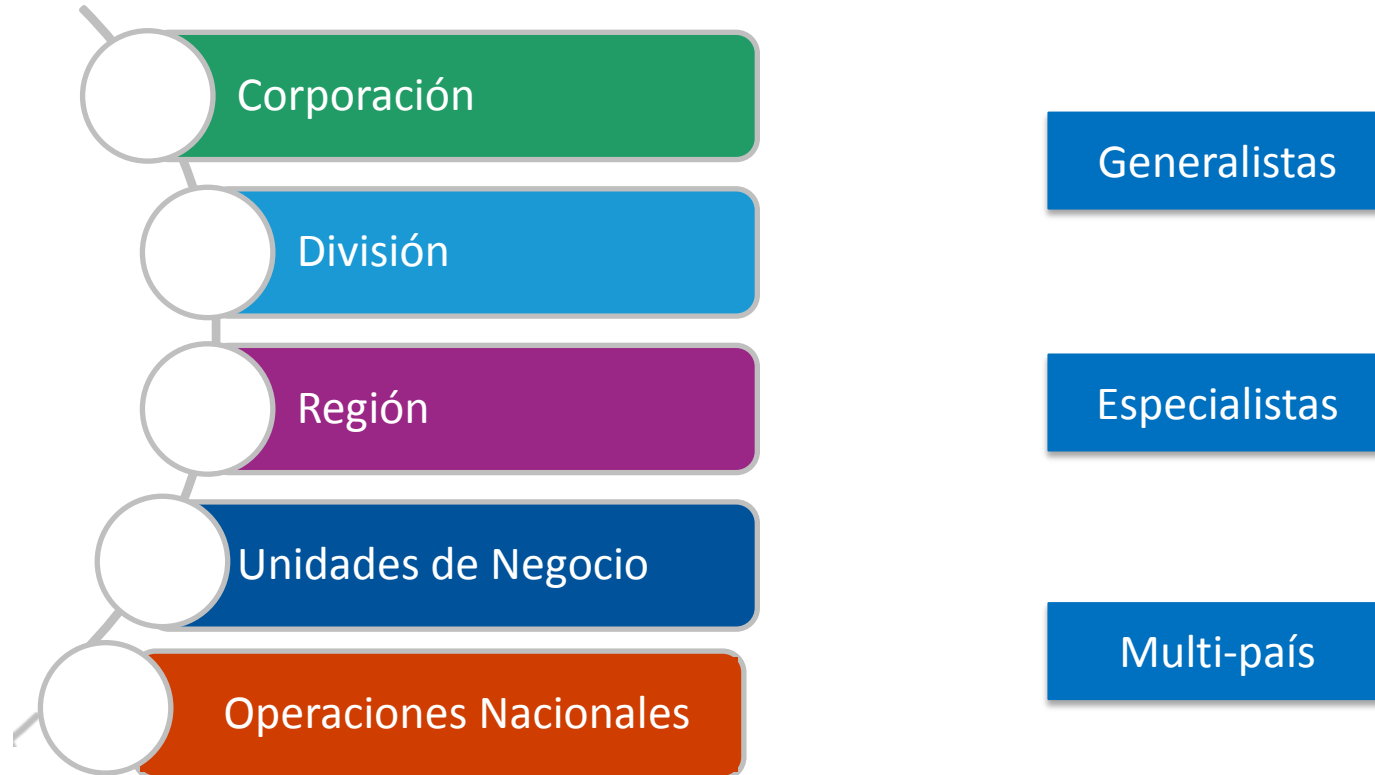 Corporación
División
Región
Unidades de Negocio
Operaciones Nacionales
Generalistas
Especialistas
Multi-país